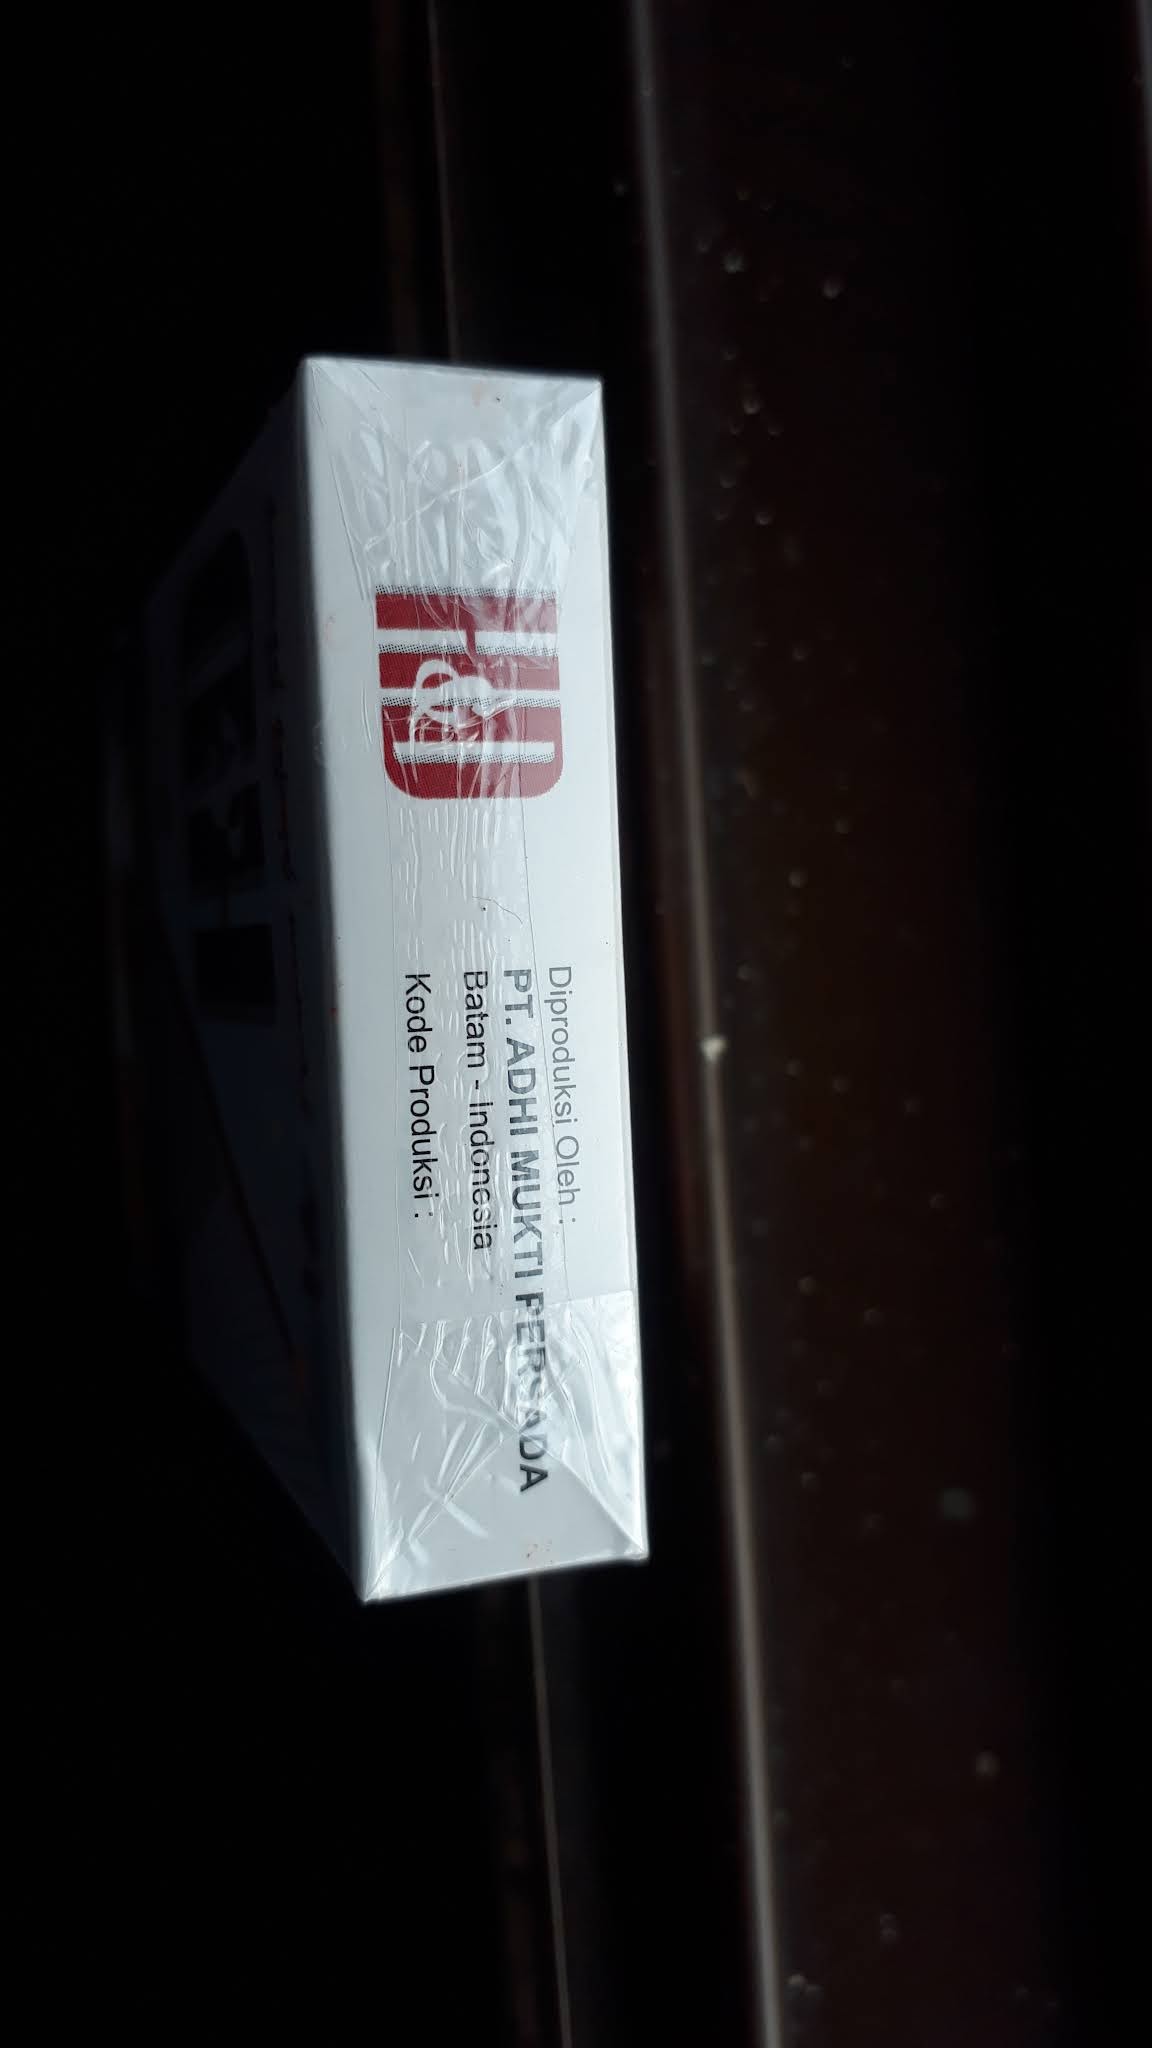 Diproduksi Oleh :
PT. ADHI MUKTI PERSADA
Batam - Indonesia
Kode Produksi :